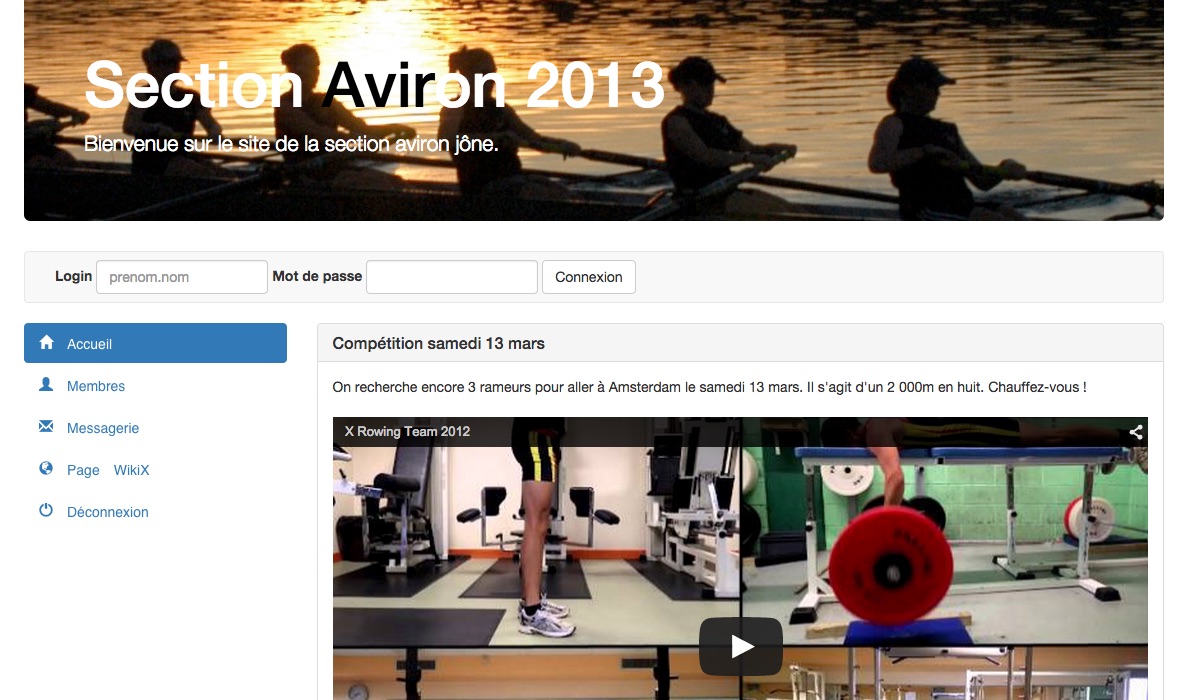 Section Aviron 2013
Bienvenue sur le site de la section aviron jône.
Login prenom.nom Mot de passe Connexion
Accueil
Membres
Messagerie
Page WikiX
Déconnexion
Compétition samedi 13 mars
On recherche encore 3 rameurs pour aller à Amsterdam le samedi 13 mars. Il s'agit d'un 2 000m en huit. Chauffez-vous !
X Rowing Team 2012